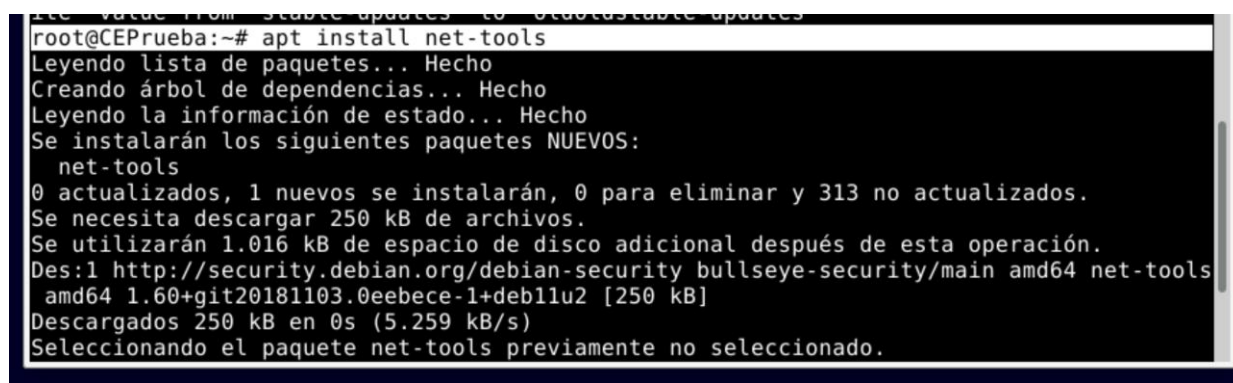 root@CEPrueba:~# apt install net-tools
Leyendo lista de paquetes... Hecho
Creando árbol de dependencias... Hecho
Leyendo la información de estado... Hecho
Se instalarán los siguientes paquetes NUEVOS:
  net-tools
0 actualizados, 1 nuevos se instalarán, 0 para eliminar y 313 no actualizados.
Se necesita descargar 250 kB de archivos.
Se utilizarán 1.016 kB de espacio de disco adicional después de esta operación.
Des:1 http://security.debian.org/debian-security bullseye-security/main amd64 net-tools
 amd64 1.60+git20181103.0eebece-1+deb11u2 [250 kB]
Descargados 250 kB en 0s (5.259 kB/s)
Seleccionando el paquete net-tools previamente no seleccionado.